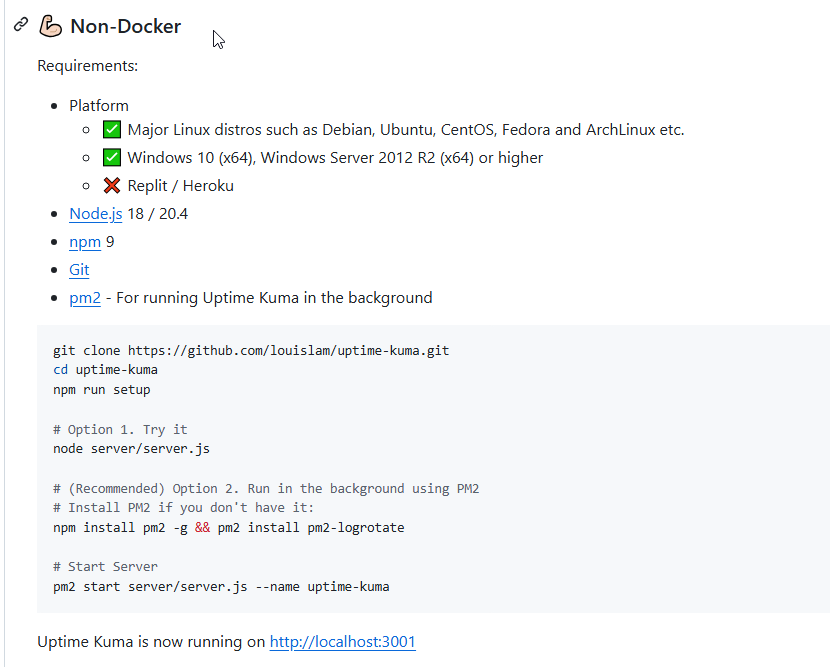 Non-Docker
Requirements:
Platform
✅ Major Linux distros such as Debian, Ubuntu, CentOS, Fedora and ArchLinux etc.
✅ Windows 10 (x64), Windows Server 2012 R2 (x64) or higher
❌ Replit / Heroku
Node.js 18 / 20.4
npm 9
Git
pm2 - For running Uptime Kuma in the background
git clone https://github.com/louislam/uptime-kuma.git
cd uptime-kuma
npm run setup
# Option 1. Try it
node server/server.js
# (Recommended) Option 2. Run in the background using PM2
# Install PM2 if you don't have it:
npm install pm2 -g && pm2 install pm2-logrotate
# Start Server
pm2 start server/server.js --name uptime-kuma
Uptime Kuma is now running on http://localhost:3001